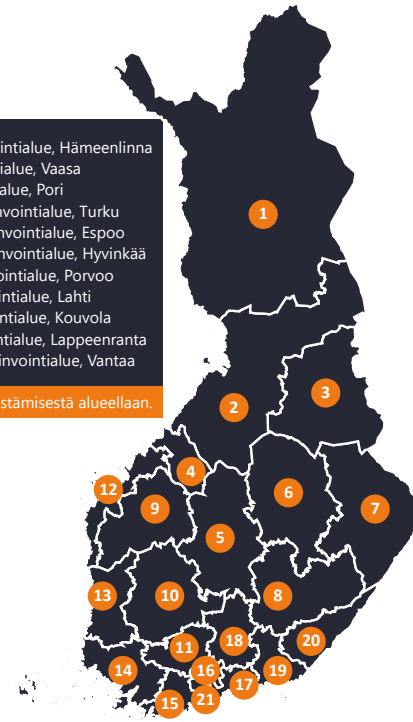 intialue, Hämeenlinna
ialue, Vaasa
alue, Pori
nvointialue, Turku
nvointialue, Espoo
nvointialue, Hyvinkää
ointialue, Porvoo
intialue, Lahti
ntialue, Kouvola
ntialue, Lappeenranta
invointialue, Vantaa
stämisestä alueellaan.
1
2
3
4
12
6
7
9
5
13
10
8
11
18
20
14
16
19
17
15
21